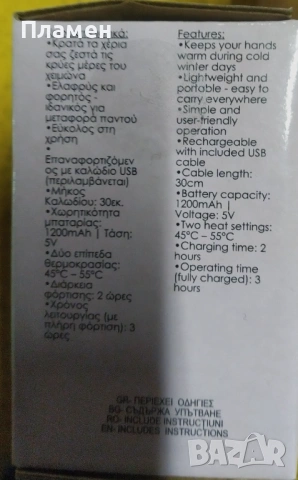 Пламен
Features:
•Κρατά τα χέρια
σας ζεστά τις
κρύες μέρες του
χειμώνα
•Ελαφρύς και
φορητός -
ιδανικός για
μεταφορά παντού
•Εύκολος στη
χρήση
•
Επαναφορτιζόμεν
ος με καλώδιο USB
(περιλαμβάνεται)
•Μήκος
Καλωδίου: 30εκ.
•Χωρητικότητα
μπαταρίας:
1200mAh | Τάση:
5V
•Δύο επίπεδα
θερμοκρασίας:
45°C – 55°C
•Διάρκεια
φόρτισης: 2 ώρες
•Χρόνος
λειτουργίας (με
πλήρη φόρτιση): 3
ώρες
•Keeps your hands
warm during cold
winter days
•Lightweight and
portable - easy to
carry everywhere
•Simple and
user-friendly
operation
•Rechargeable
with included USB
cable
•Cable length:
30cm
•Battery capacity:
1200mAh |
Voltage: 5V
•Two heat settings:
45°C – 55°C
•Charging time: 2
hours
•Operating time
(fully charged): 3
hours
GR- ΠΕΡΙΕΧΕΙ ΟΔΗΓΙΕΣ
BG- СЪДЪРЖА УПЪТВАНЕ
RO- INCLUDE INSTRUCTIUNI
EN- INCLUDES INSTRUCTIONS
BAZAR
bg